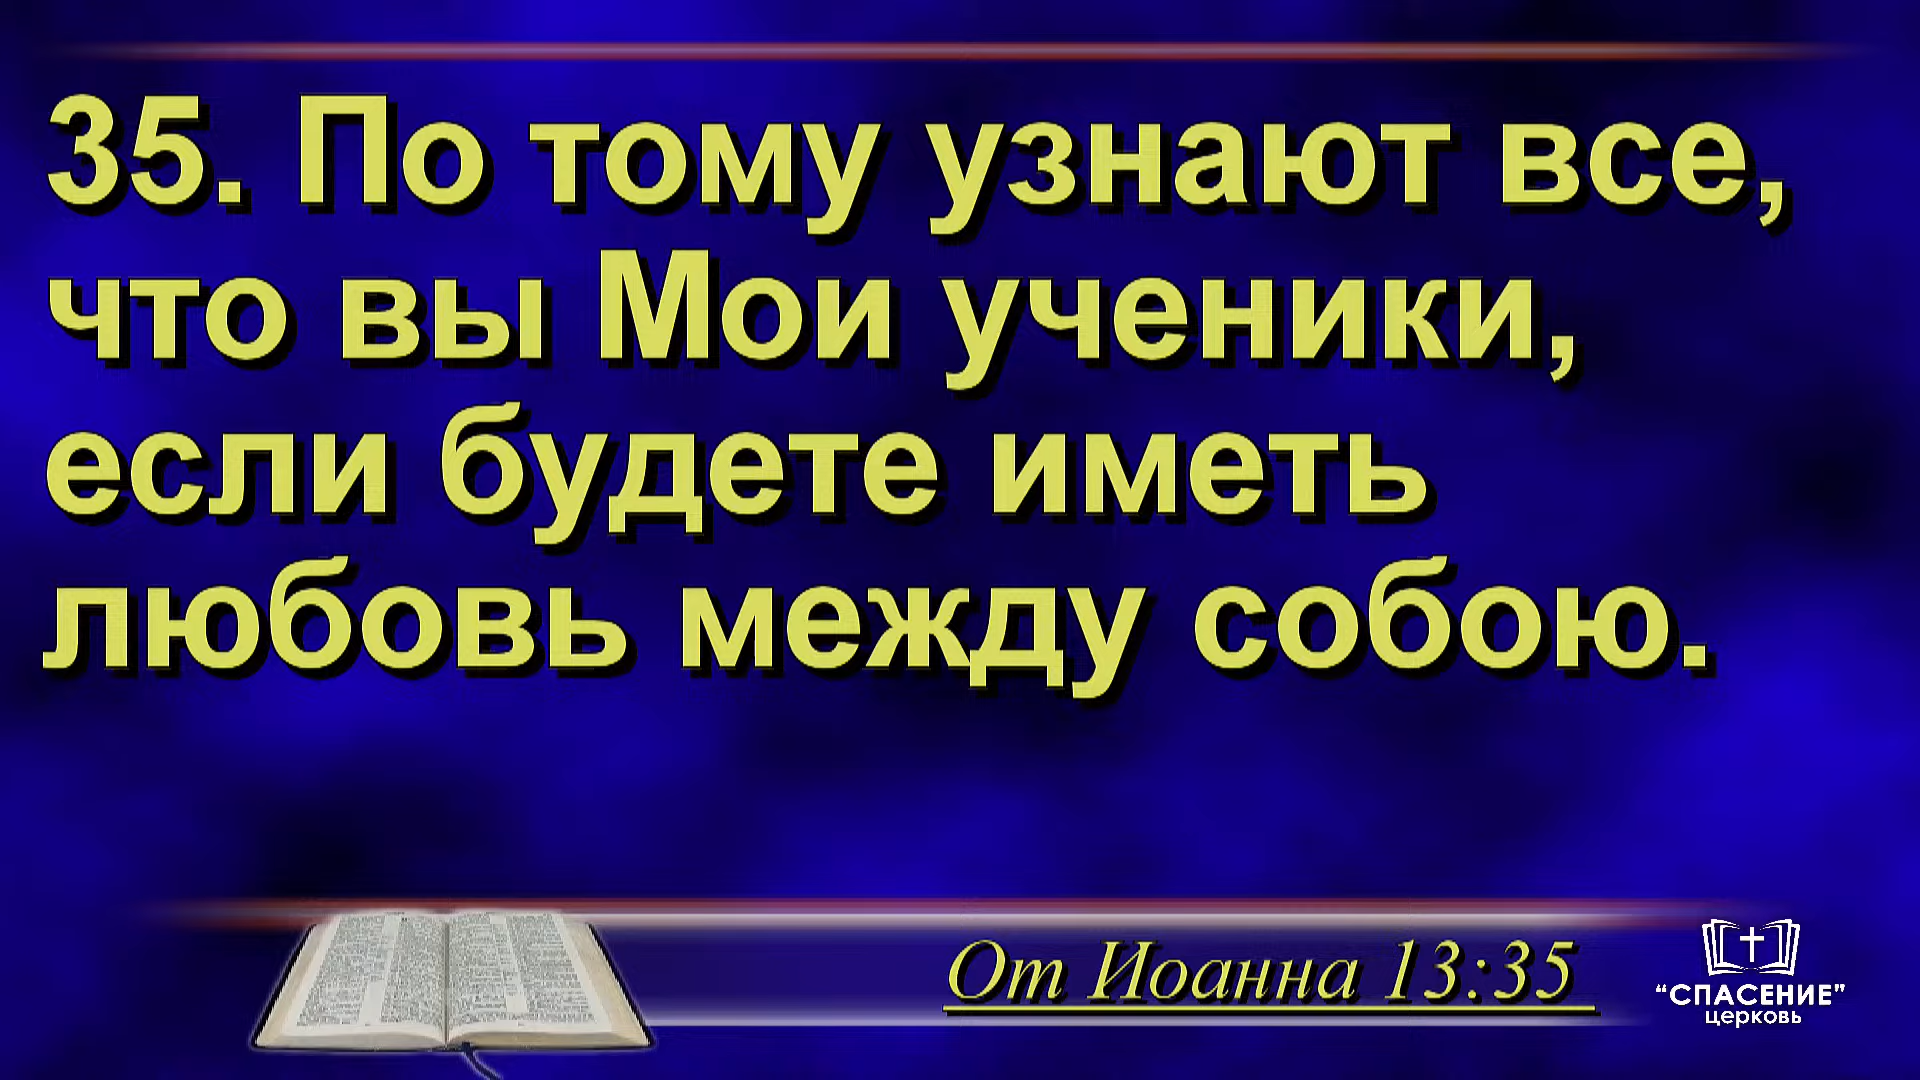 35. По тому узнают все,
что вы Мои ученики,
если будете иметь
любовь между собою.
От Иоанна 13:35
“СПАСЕНИЕ”
церковь